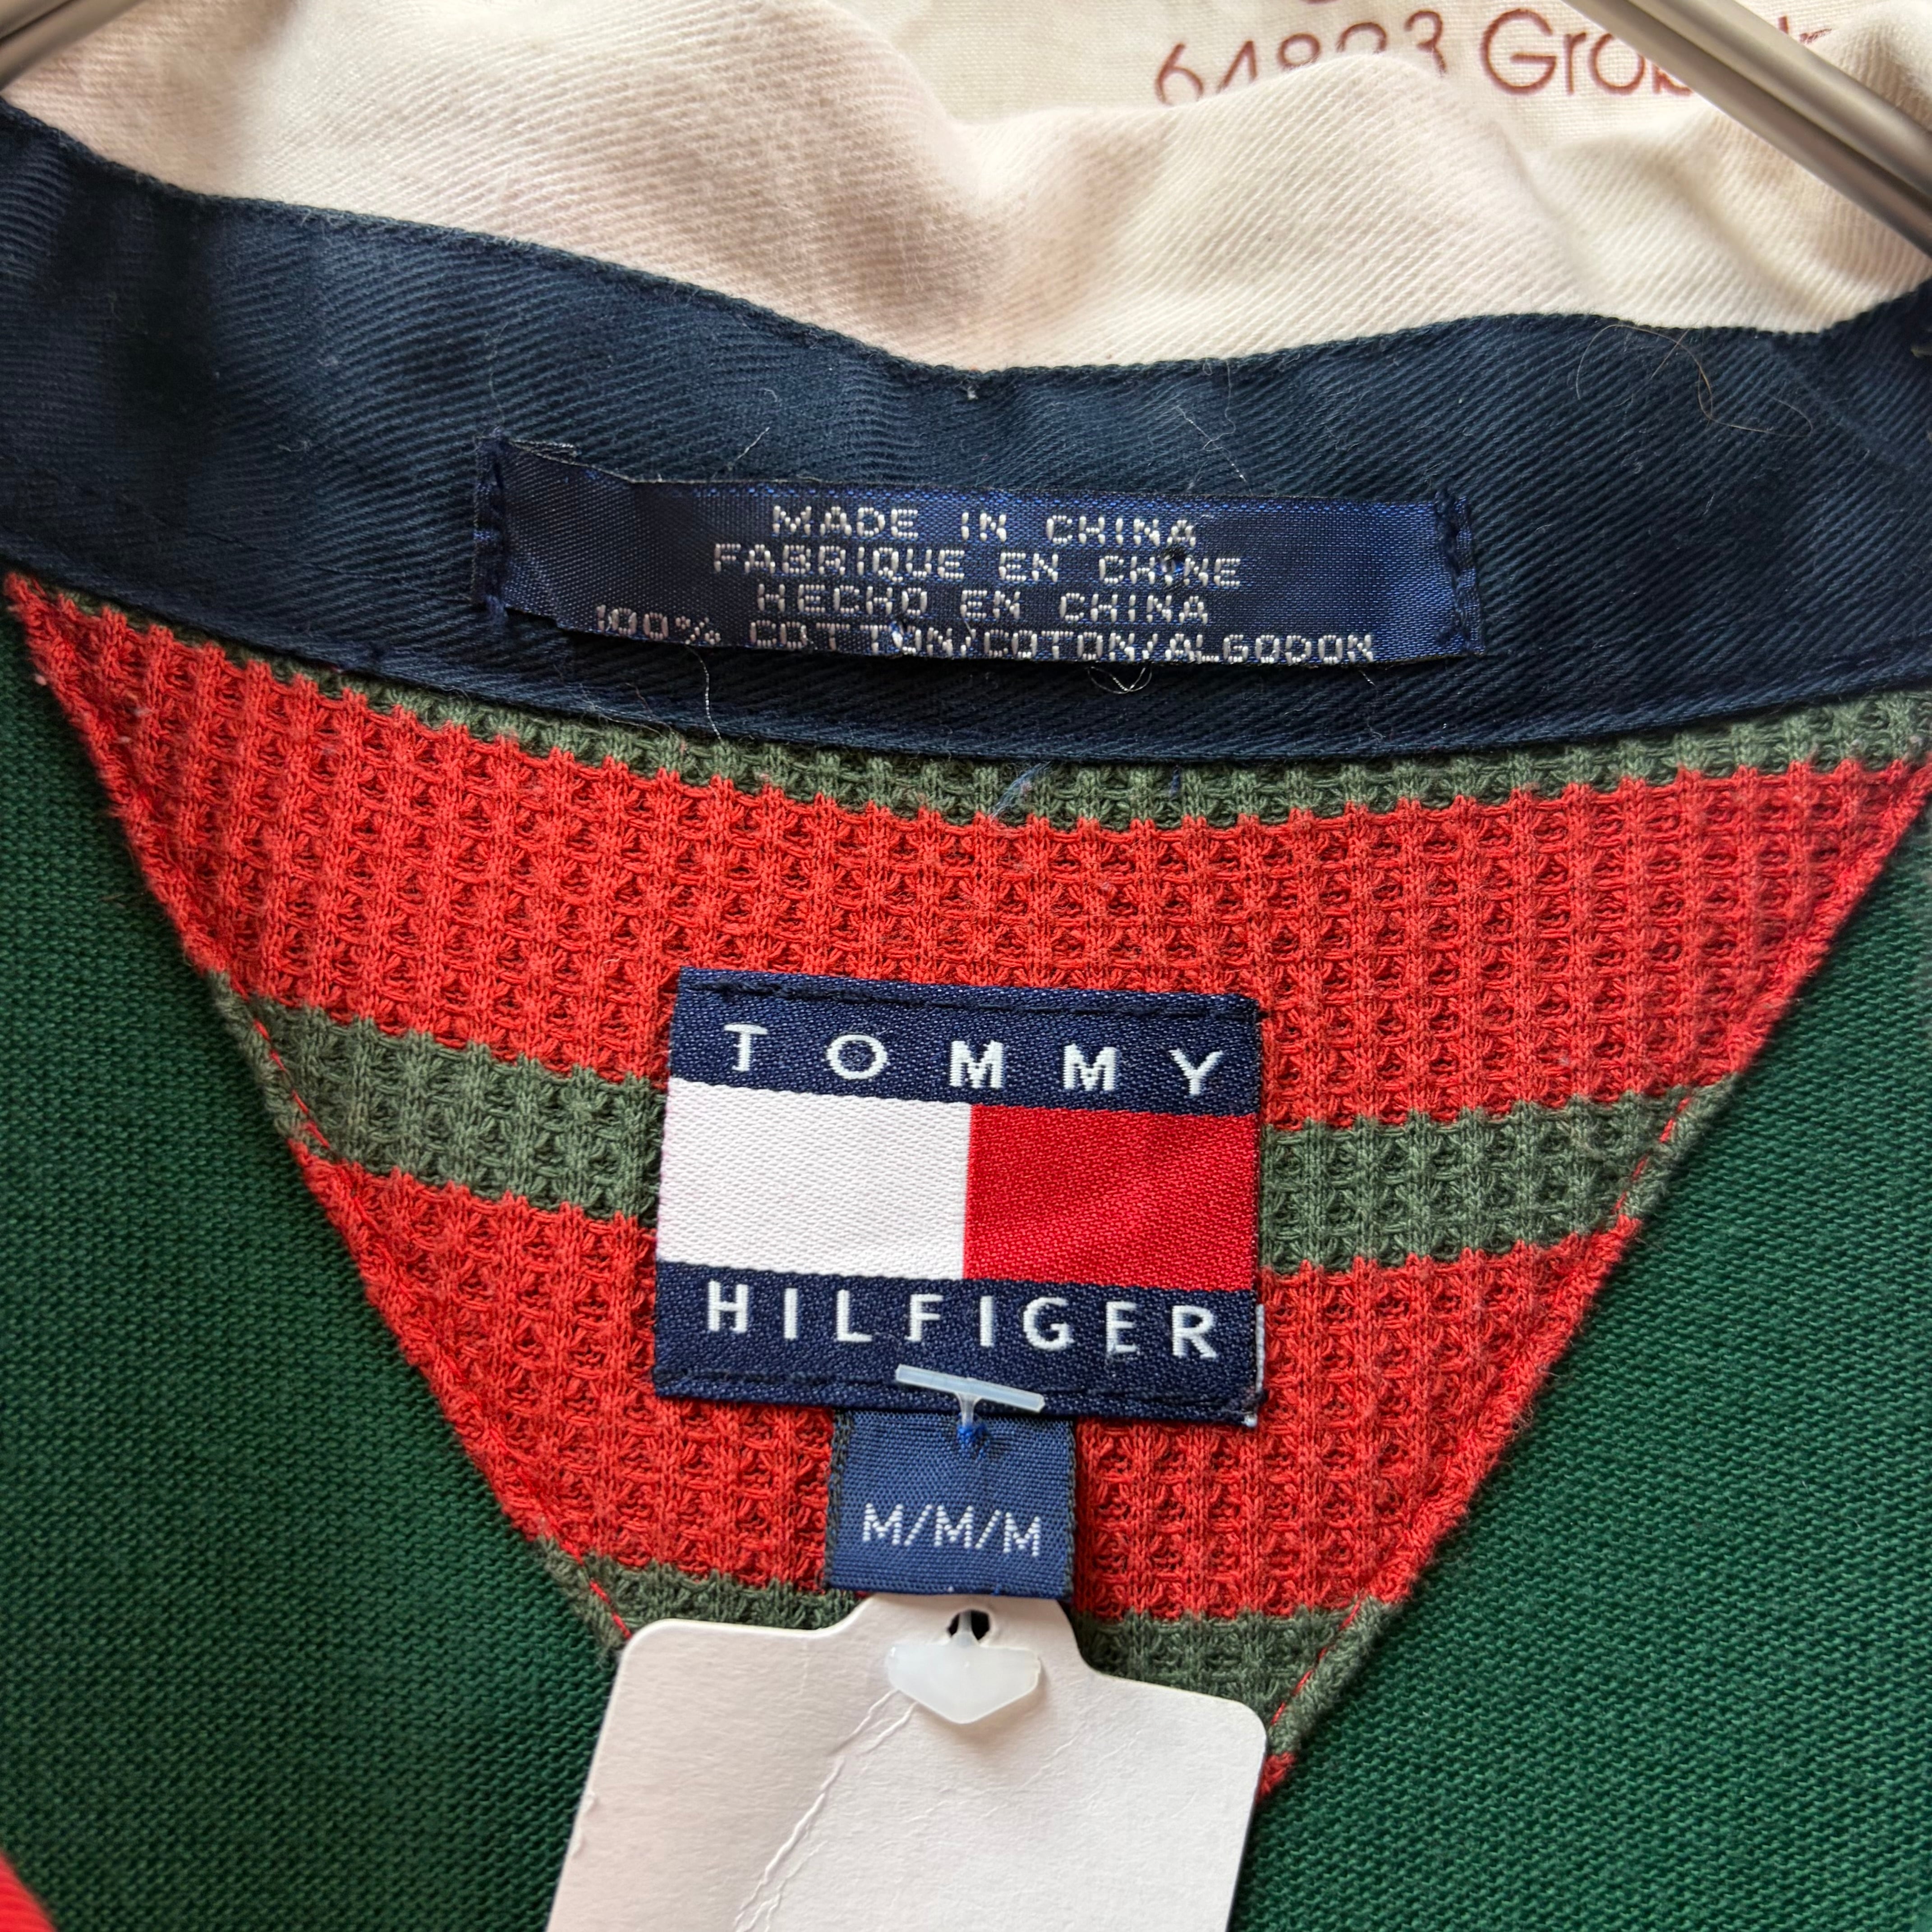 MADE IN CHINA
FABRIQUE EN CHINE
HECHO EN CHINA
100% COTTON/COTON/ALGODON
TOMMY
HILFIGER
M/M/M